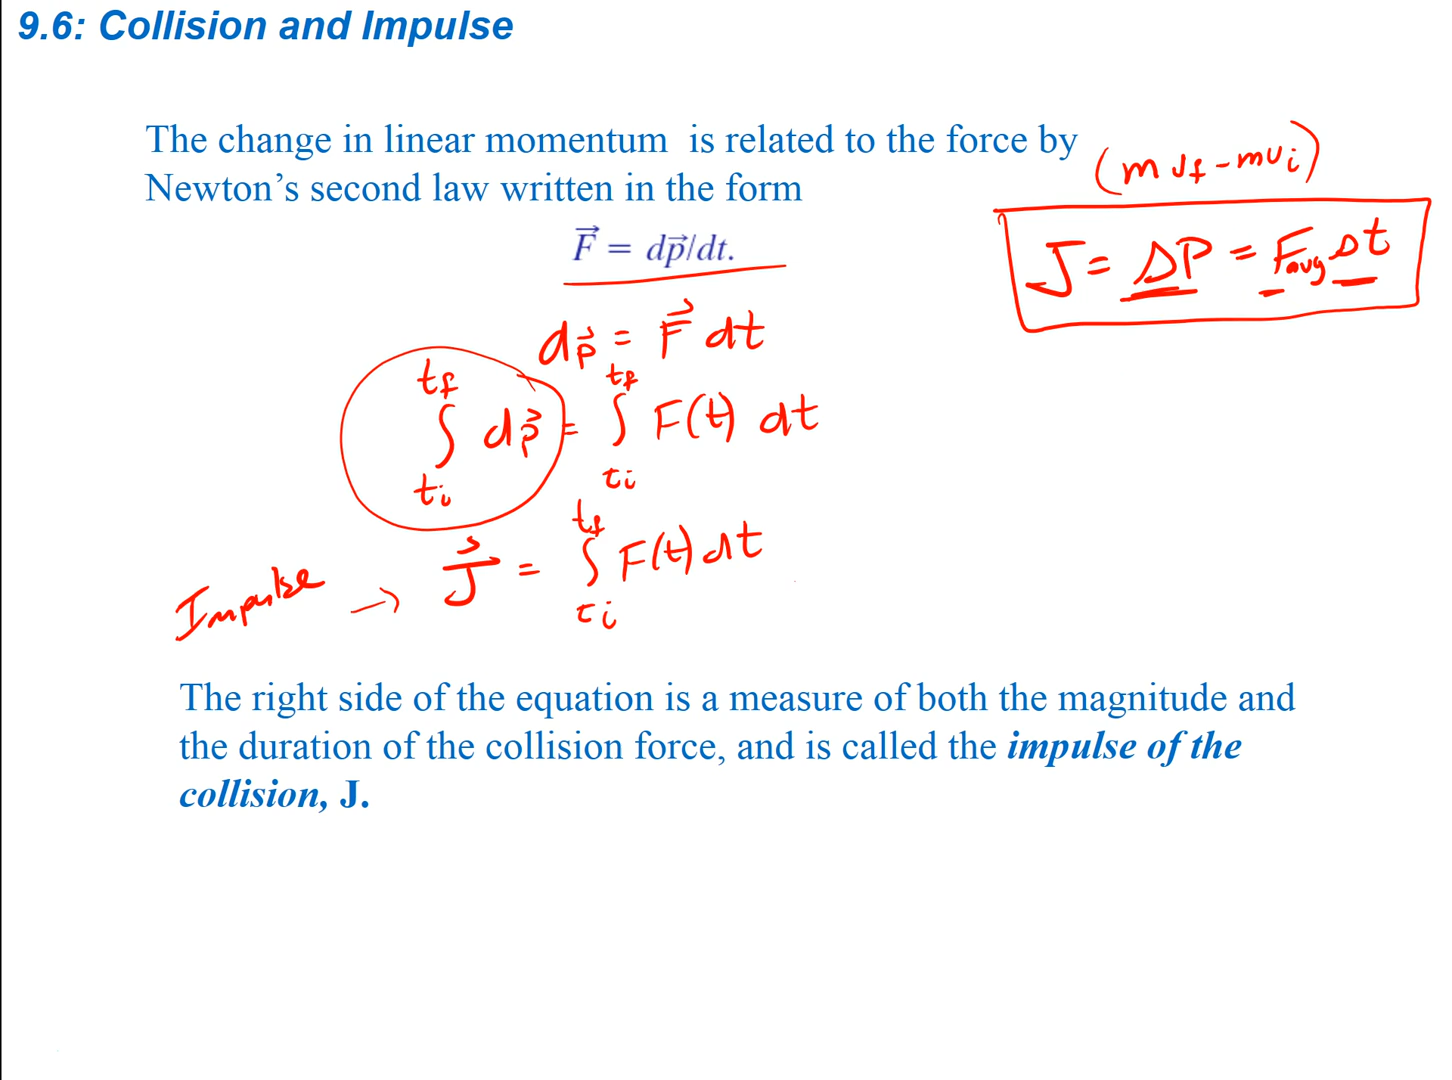 9.6: Collision and Impulse
The change in linear momentum is related to the force by
Newton’s second law written in the form
(mvf - mvi)
F⃗ = dp⃗/dt.
J = ΔP = Favg Δt
dp⃗ = F⃗ dt
∫ti^tf dp⃗ = ∫ti^tf F(t) dt
Impulse → J⃗ = ∫ti^tf F(t) dt
The right side of the equation is a measure of both the magnitude and
the duration of the collision force, and is called the impulse of the
collision, J.